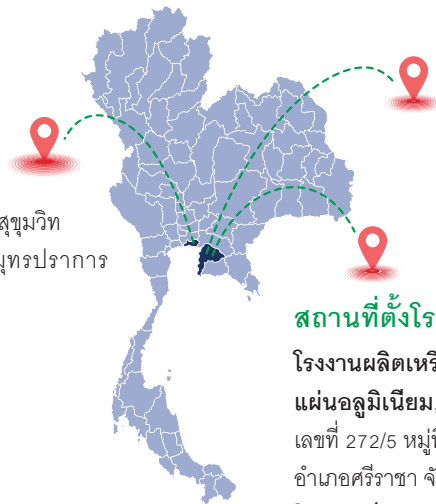 สุขุมวิท
มุทรปราการ
สถานที่ตั้งโร
โรงงานผลิตเหรี
แผ่นอลูมิเนียม,
เลขที่ 272/5 หมู่ที่
อำเภอศรีราชา จั